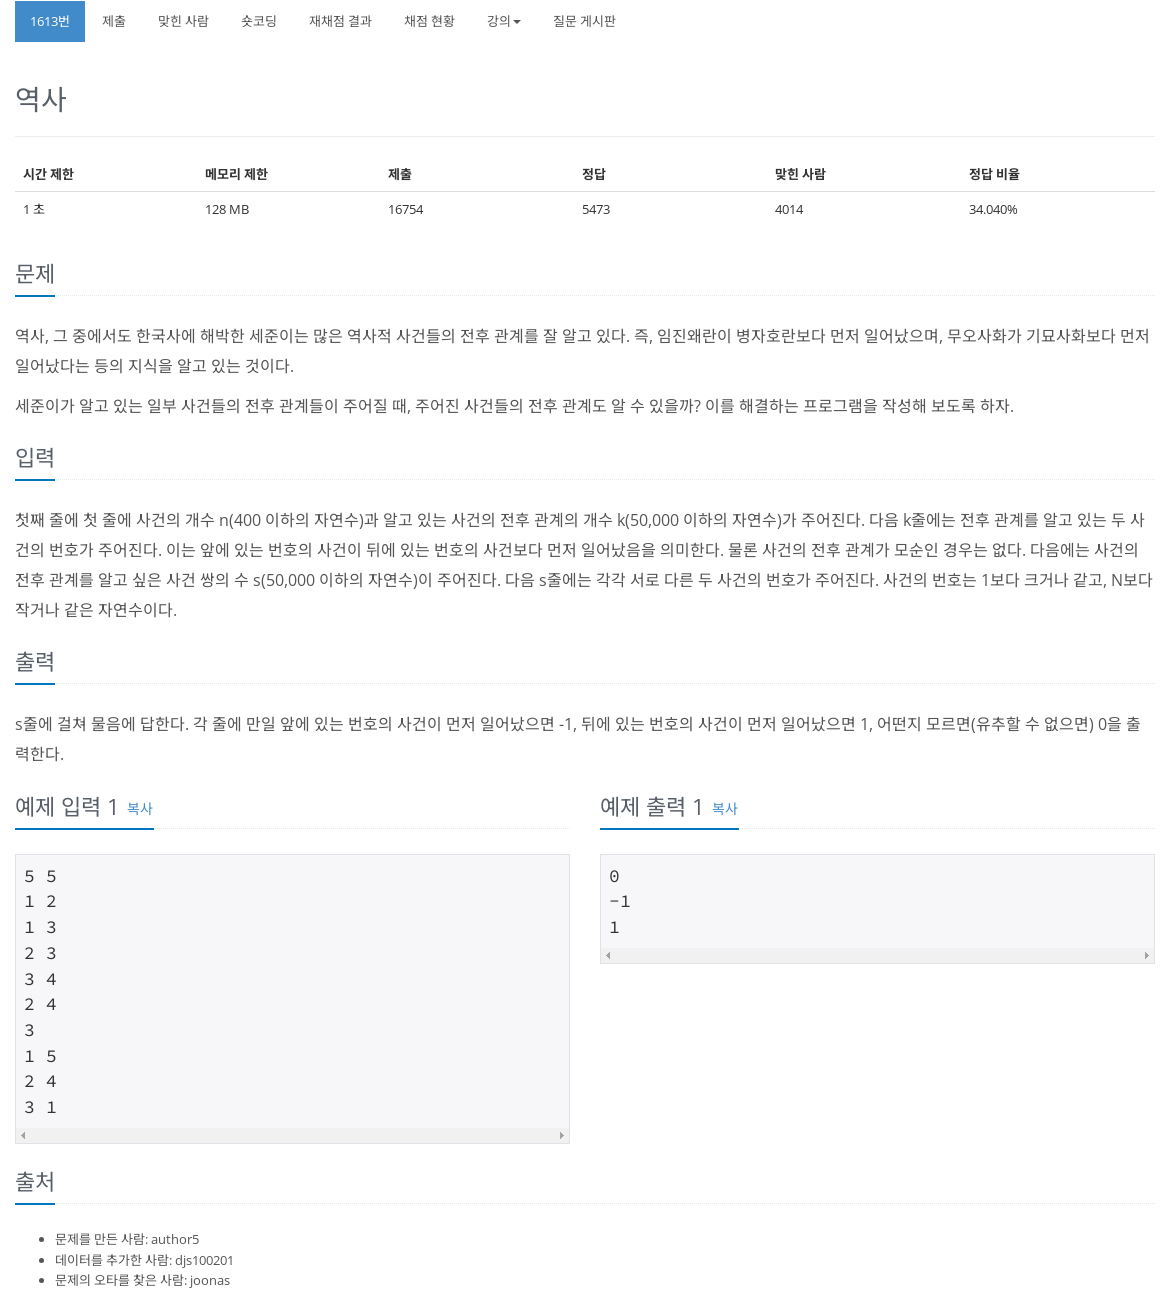 1613번 제출 맞힌 사람 숏코딩 재채점 결과 채점 현황 강의 질문 게시판
역사
시간 제한 메모리 제한 제출 정답 맞힌 사람 정답 비율
1 초 128 MB 16754 5473 4014 34.040%
문제
역사, 그 중에서도 한국사에 해박한 세준이는 많은 역사적 사건들의 전후 관계를 잘 알고 있다. 즉, 임진왜란이 병자호란보다 먼저 일어났으며, 무오사화가 기묘사화보다 먼저
일어났다는 등의 지식을 알고 있는 것이다.
세준이가 알고 있는 일부 사건들의 전후 관계들이 주어질 때, 주어진 사건들의 전후 관계도 알 수 있을까? 이를 해결하는 프로그램을 작성해 보도록 하자.
입력
첫째 줄에 첫 줄에 사건의 개수 n(400 이하의 자연수)과 알고 있는 사건의 전후 관계의 개수 k(50,000 이하의 자연수)가 주어진다. 다음 k줄에는 전후 관계를 알고 있는 두 사
건의 번호가 주어진다. 이는 앞에 있는 번호의 사건이 뒤에 있는 번호의 사건보다 먼저 일어났음을 의미한다. 물론 사건의 전후 관계가 모순인 경우는 없다. 다음에는 사건의
전후 관계를 알고 싶은 사건 쌍의 수 s(50,000 이하의 자연수)이 주어진다. 다음 s줄에는 각각 서로 다른 두 사건의 번호가 주어진다. 사건의 번호는 1보다 크거나 같고, N보다
작거나 같은 자연수이다.
출력
s줄에 걸쳐 물음에 답한다. 각 줄에 만일 앞에 있는 번호의 사건이 먼저 일어났으면 -1, 뒤에 있는 번호의 사건이 먼저 일어났으면 1, 어떤지 모르면(유추할 수 없으면) 0을 출
력한다.
예제 입력 1 복사
5 5
1 2
1 3
2 3
3 4
2 4
3
1 5
2 4
3 1
예제 출력 1 복사
0
-1
1
출처
문제를 만든 사람: author5
데이터를 추가한 사람: djs100201
문제의 오타를 찾은 사람: joonas